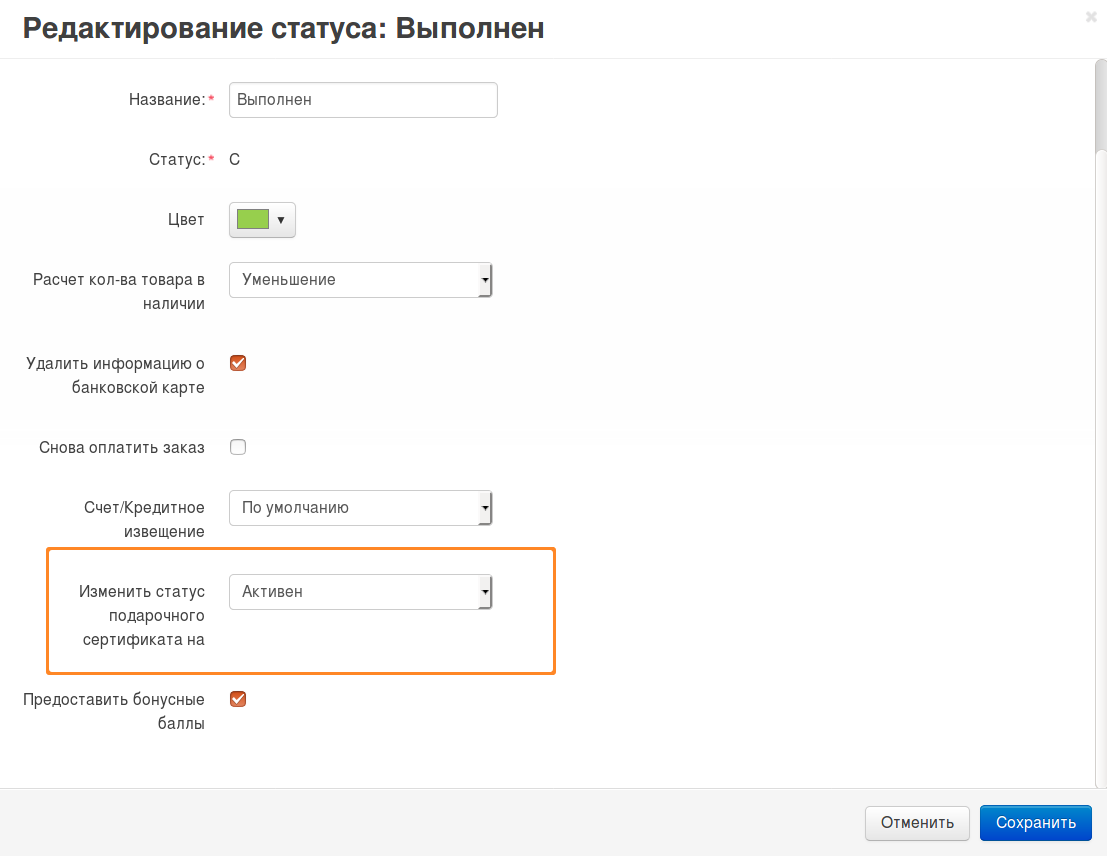 Редактирование статуса: Выполнен
Название:*
Выполнен
Статус:*
C
Цвет
Расчет кол-ва товара в
наличии
Уменьшение
Удалить информацию о
банковской карте
Снова оплатить заказ
Счет/Кредитное
извещение
По умолчанию
Изменить статус
подарочного
сертификата на
Активен
Предоставить бонусные
баллы
Отменить
Сохранить